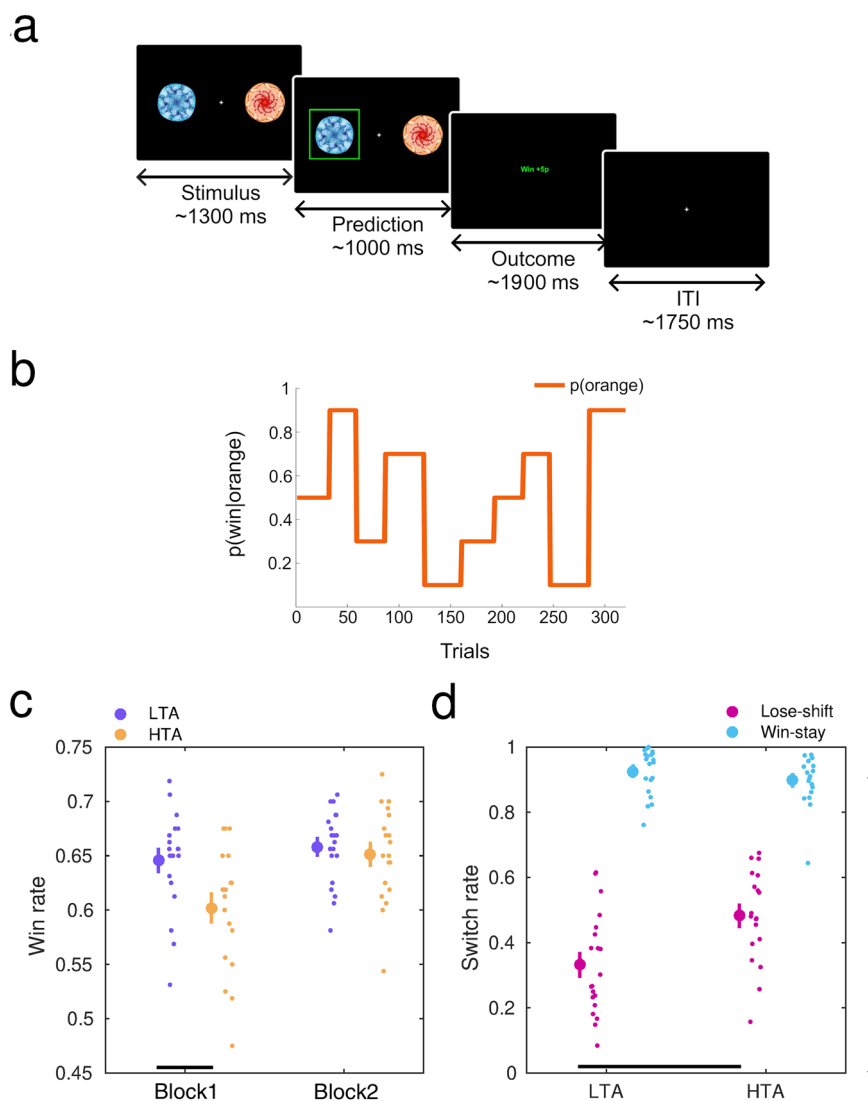 a
Stimulus
~1300 ms
Prediction
~1000 ms
Win +5p
Outcome
~1900 ms
ITI
~1750 ms
b
p(orange)
p(win|orange)
1
0.8
0.6
0.4
0.2
0
50
100
150
200
250
300
Trials
c
LTA
HTA
Win rate
0.75
0.7
0.65
0.6
0.55
0.5
0.45
Block1
Block2
d
Lose-shift
Win-stay
Switch rate
1
0.8
0.6
0.4
0.2
0
LTA
HTA